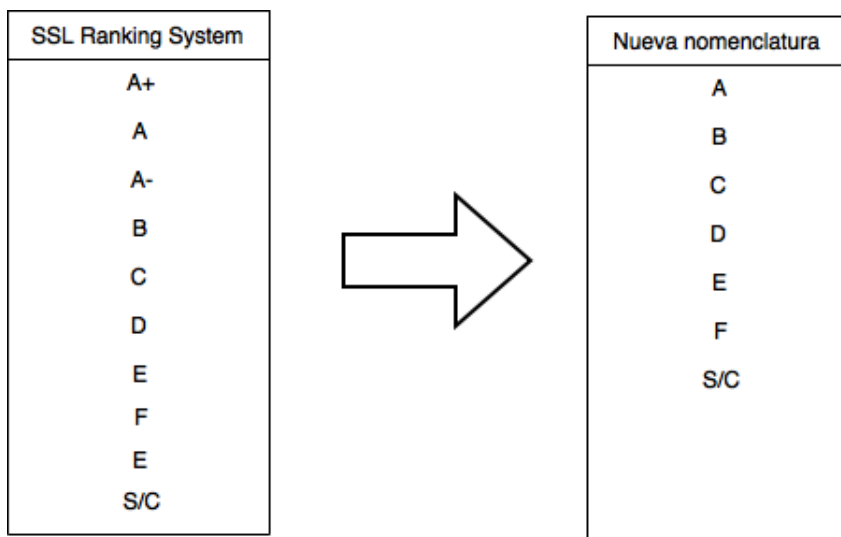 SSL Ranking System
A+
A
A-
B
C
D
E
F
E
S/C
Nueva nomenclatura
A
B
C
D
E
F
S/C